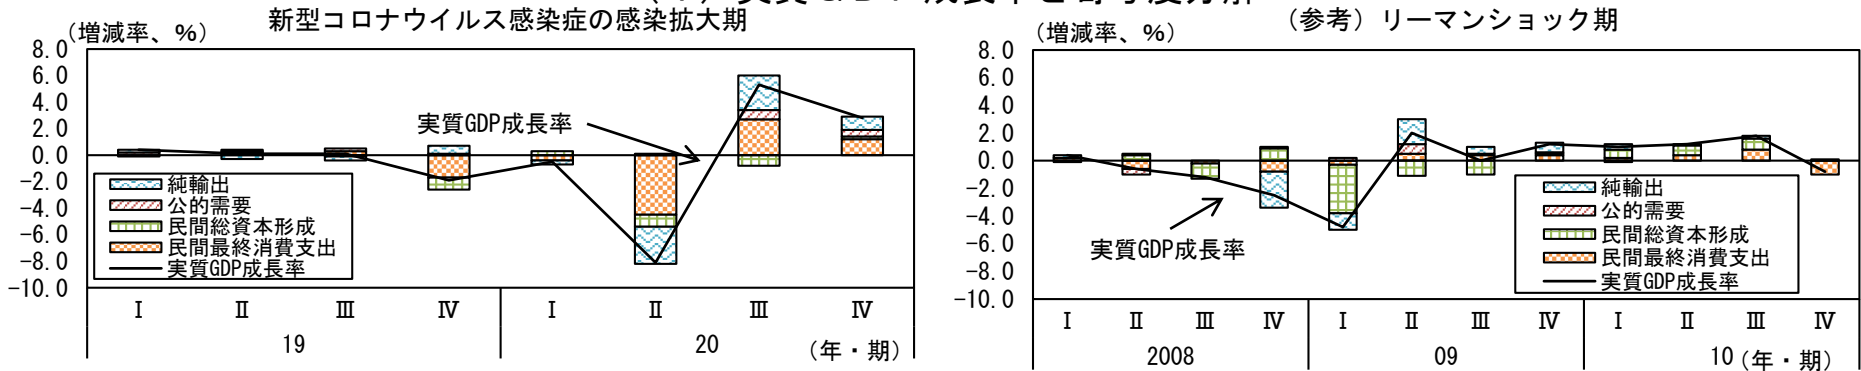 新型コロナウイルス感染症の感染拡大期
（増減率、%）
8.0
6.0
4.0
2.0
0.0
-2.0
-4.0
-6.0
-8.0
-10.0
実質GDP成長率
純輸出
公的需要
民間総資本形成
民間最終消費支出
実質GDP成長率
Ⅰ Ⅱ Ⅲ Ⅳ Ⅰ Ⅱ Ⅲ Ⅳ
19 20 （年・期）
（参考）リーマンショック期
（増減率、%）
8.0
6.0
4.0
2.0
0.0
-2.0
-4.0
-6.0
-8.0
-10.0
実質GDP成長率
純輸出
公的需要
民間総資本形成
民間最終消費支出
実質GDP成長率
Ⅰ Ⅱ Ⅲ Ⅳ Ⅰ Ⅱ Ⅲ Ⅳ Ⅰ Ⅱ Ⅲ Ⅳ
2008 09 10（年・期）